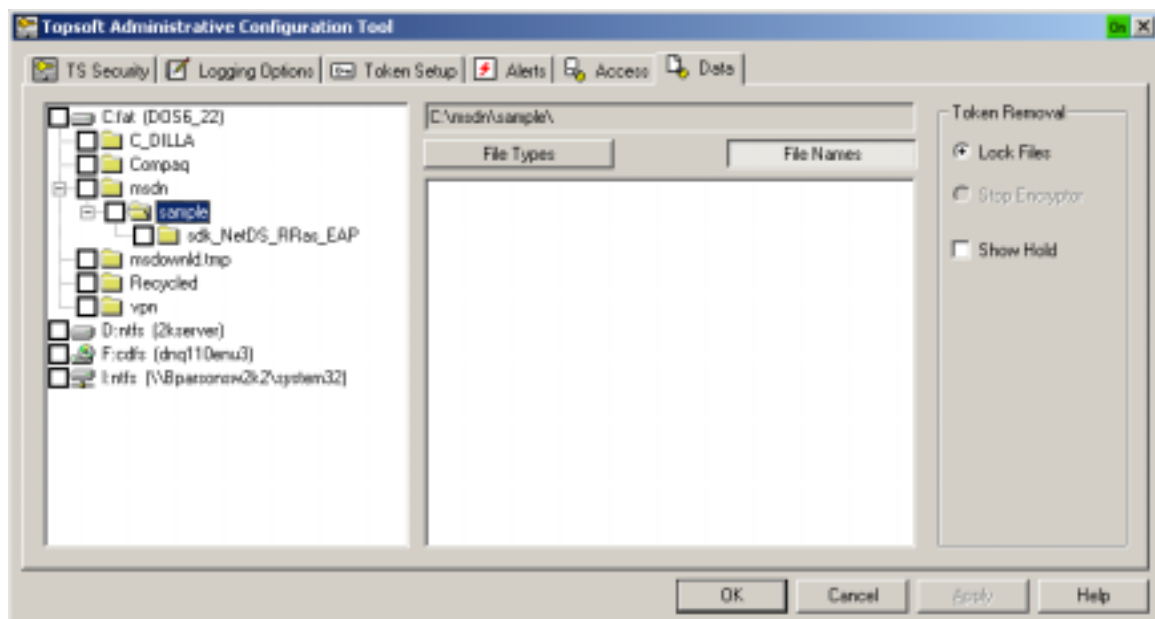 Topsoft Administrative Configuration Tool On
TS Security Logging Options Token Setup Alerts Access Data
C:fat (DOS6_22)
C_DILLA
Compaq
msdn
sample
sdk_NetDS_RRas_EAP
msdownld.tmp
Recycled
vpn
D:ntfs (2kserver)
F:cdfs (dnq110enu3)
I:ntfs (\\Bparsonsw2k2\system32)
C:\msdn\sample\
File Types File Names
Token Removal
Lock Files
Stop Encryptor
Show Hold
OK Cancel Apply Help